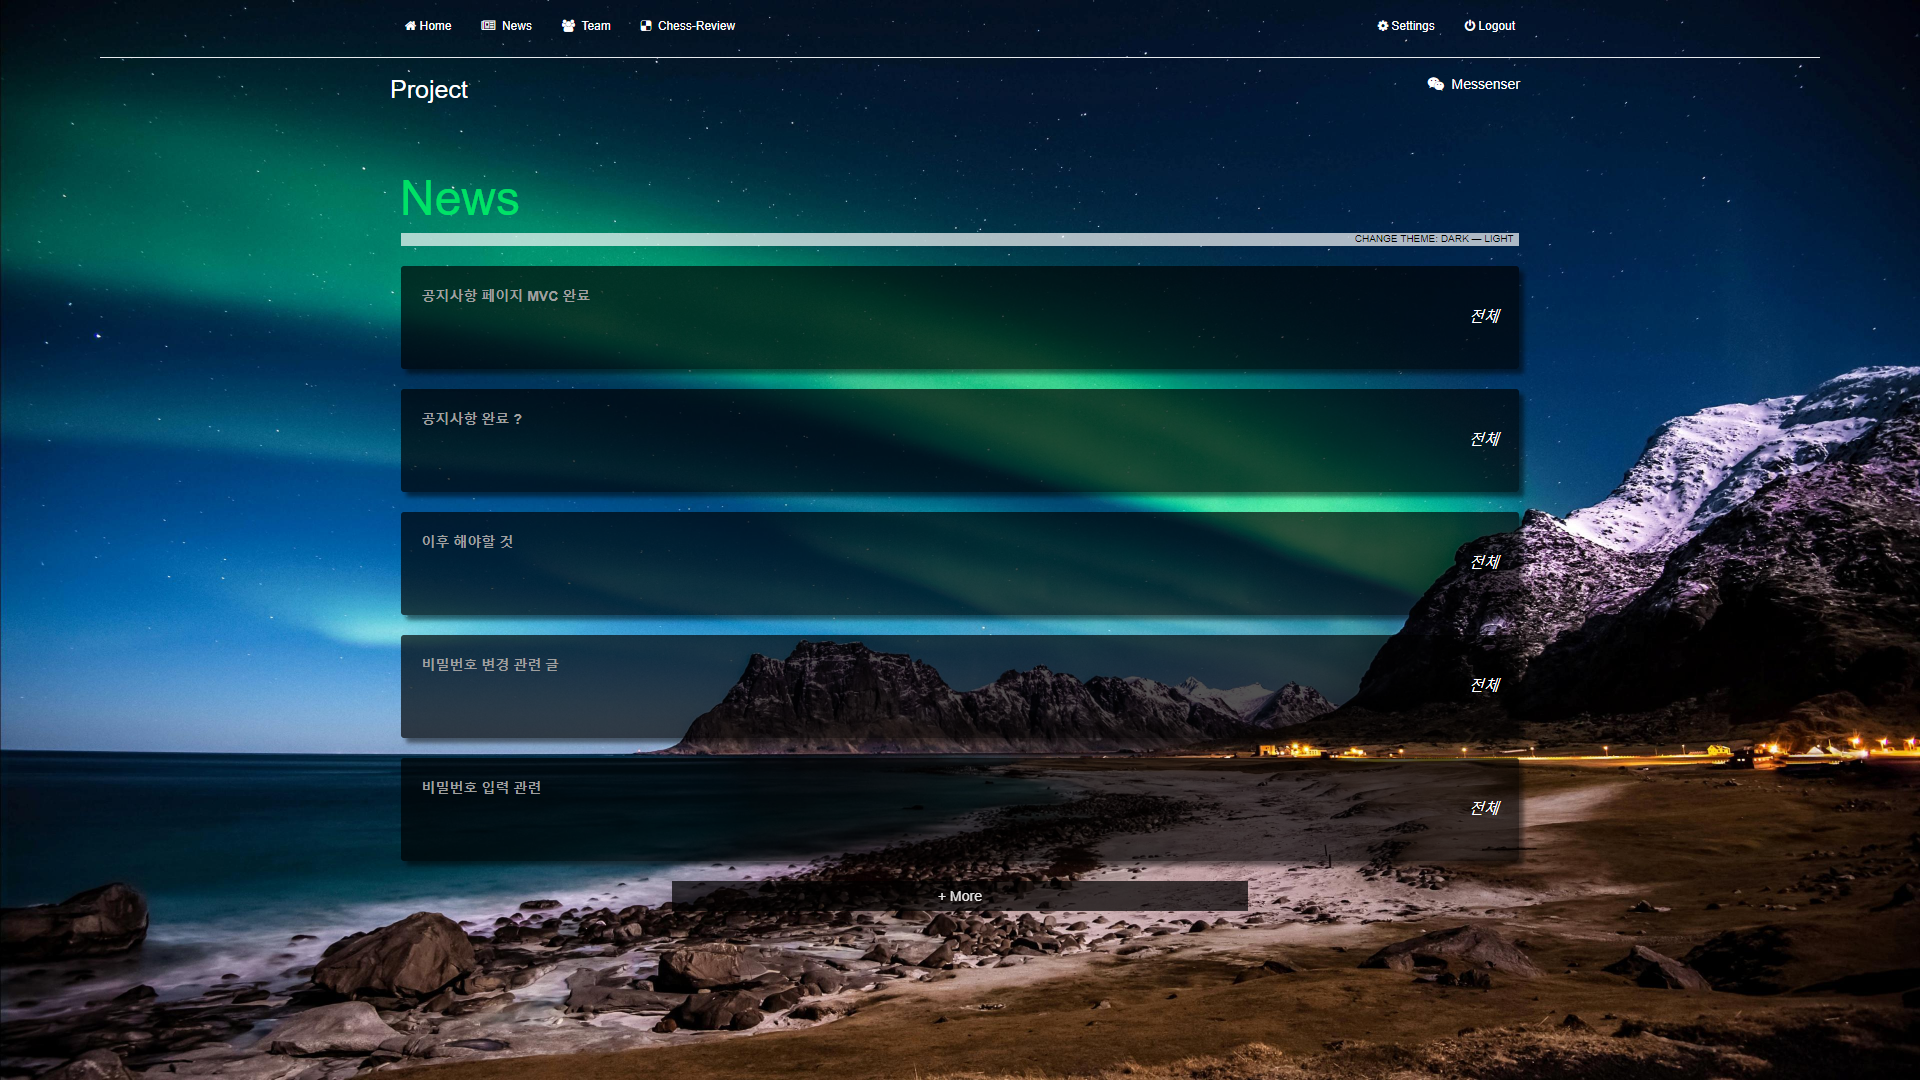 Home News Team Chess-Review Settings Logout
Project Messenser
News
CHANGE THEME: DARK — LIGHT
공지사항 페이지 MVC 완료
전체
공지사항 완료 ?
전체
이후 해야할 것
전체
비밀번호 변경 관련 글
전체
비밀번호 입력 관련
전체
+ More